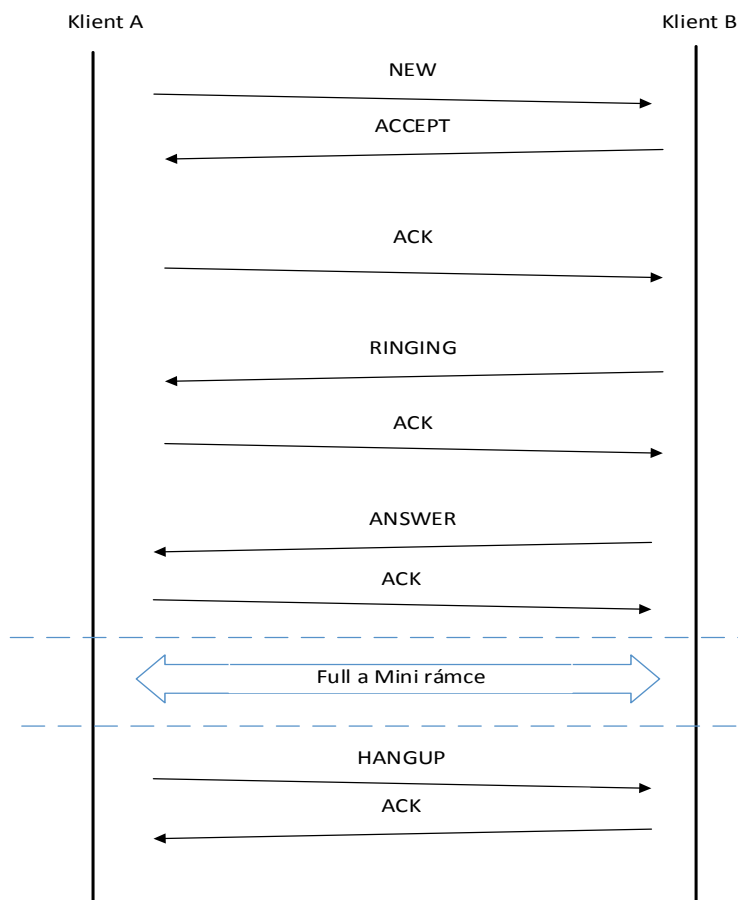 Klient A
Klient B
NEW
ACCEPT
ACK
RINGING
ACK
ANSWER
ACK
Full a Mini rámce
HANGUP
ACK